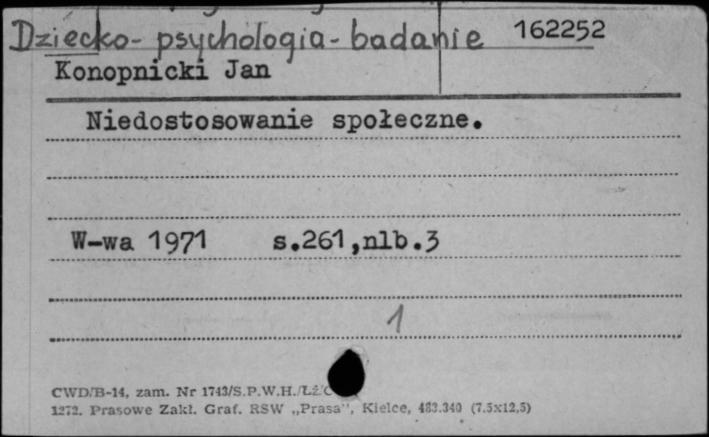 Dziecko - psychologia - badanie 162252
Konopnicki Jan
Niedostosowanie społeczne.
W-wa 1971 s.261,nlb.3
1
CWD/B-14, zam. Nr 1743/S.P.W.H./Łż/
1272. Prasowe Zakł. Graf. RSW „Prasa”, Kielce, 483.340 (7.5x12,5)